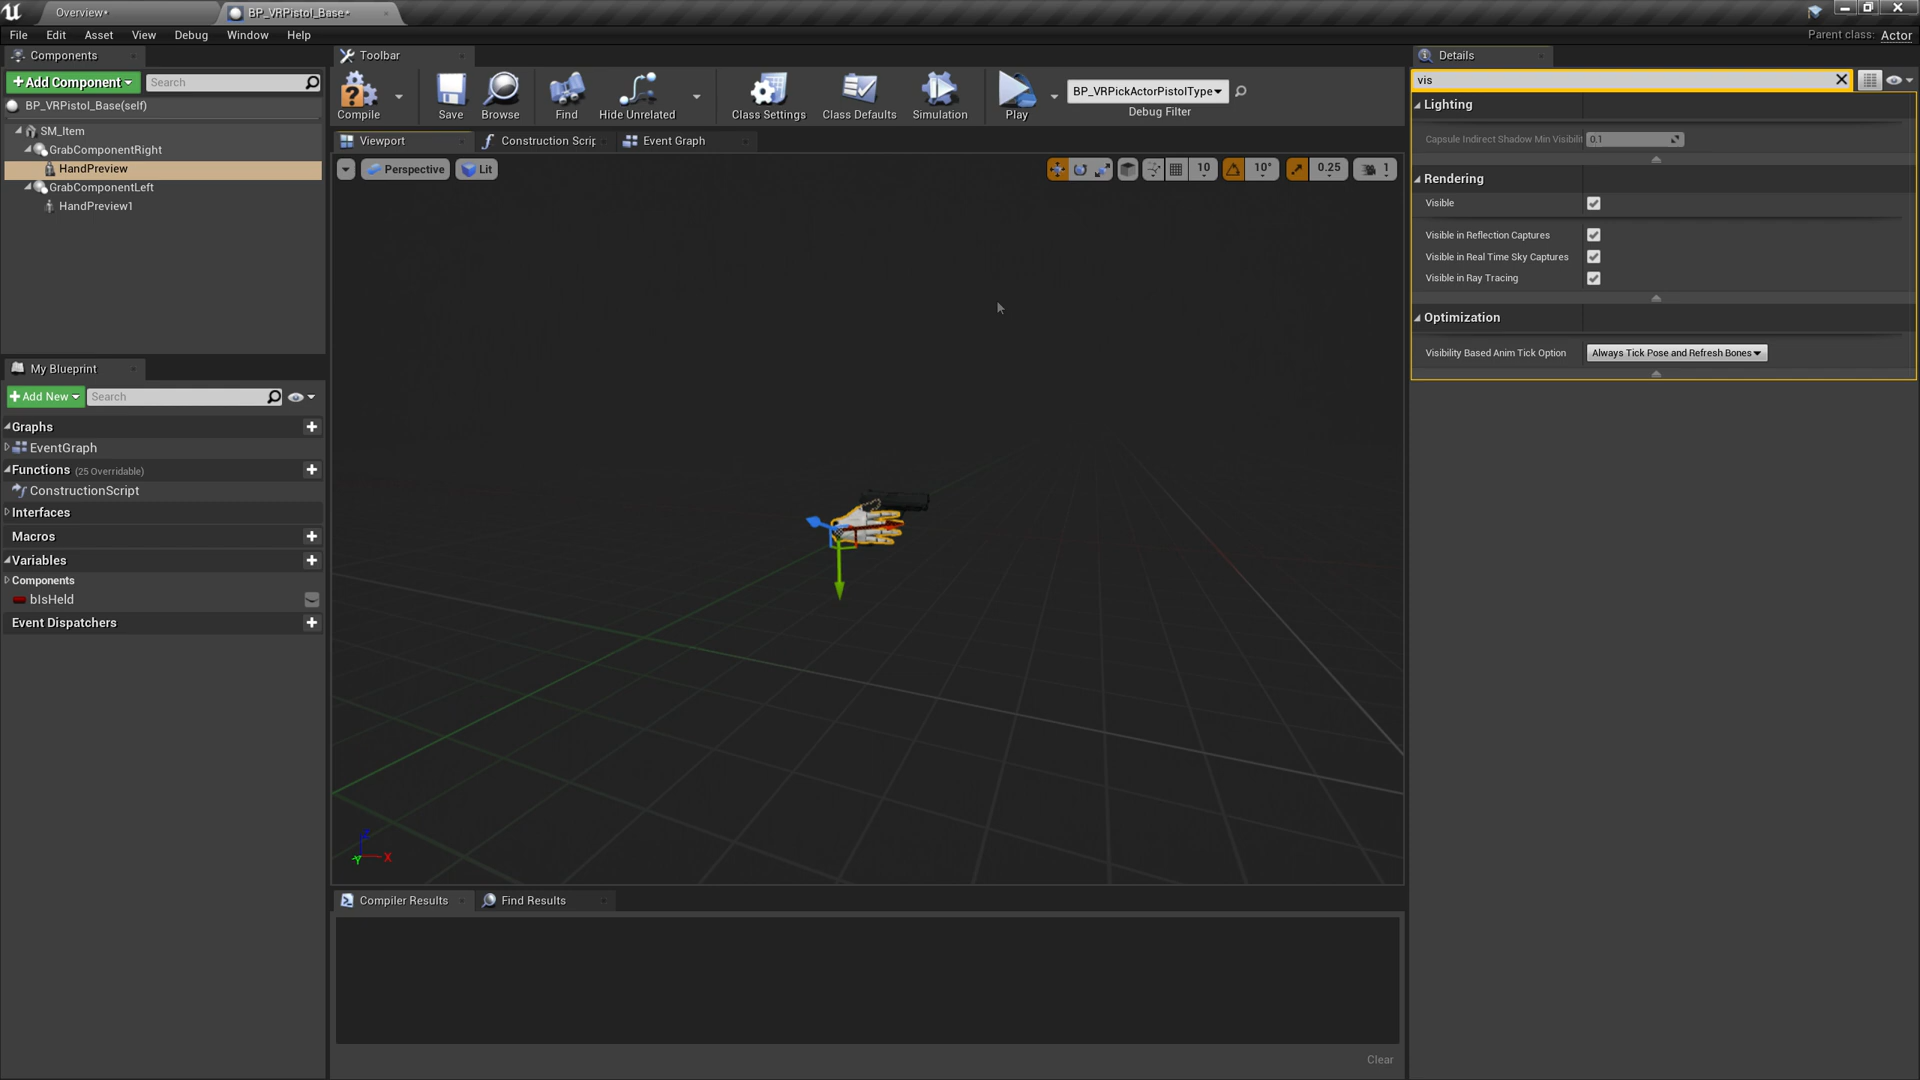 Overview•
BP_VRPistol_Base•
File Edit Asset View Debug Window Help
Parent class: Actor
Components
+Add Component
Search
BP_VRPistol_Base(self)
SM_Item
GrabComponentRight
HandPreview
GrabComponentLeft
HandPreview1
My Blueprint
+Add New
Search
Graphs
EventGraph
Functions (25 Overridable)
ConstructionScript
Interfaces
Macros
Variables
Components
bIsHeld
Event Dispatchers
Toolbar
Compile
Save
Browse
Find
Hide Unrelated
Class Settings
Class Defaults
Simulation
Play
BP_VRPickActorPistolType
Debug Filter
Viewport
Construction Scrip
Event Graph
Perspective
Lit
10
10°
0.25
1
X
Y
Compiler Results
Find Results
Clear
Details
vis
Lighting
Capsule Indirect Shadow Min Visibilit 0.1
Rendering
Visible
Visible in Reflection Captures
Visible in Real Time Sky Captures
Visible in Ray Tracing
Optimization
Visibility Based Anim Tick Option Always Tick Pose and Refresh Bones